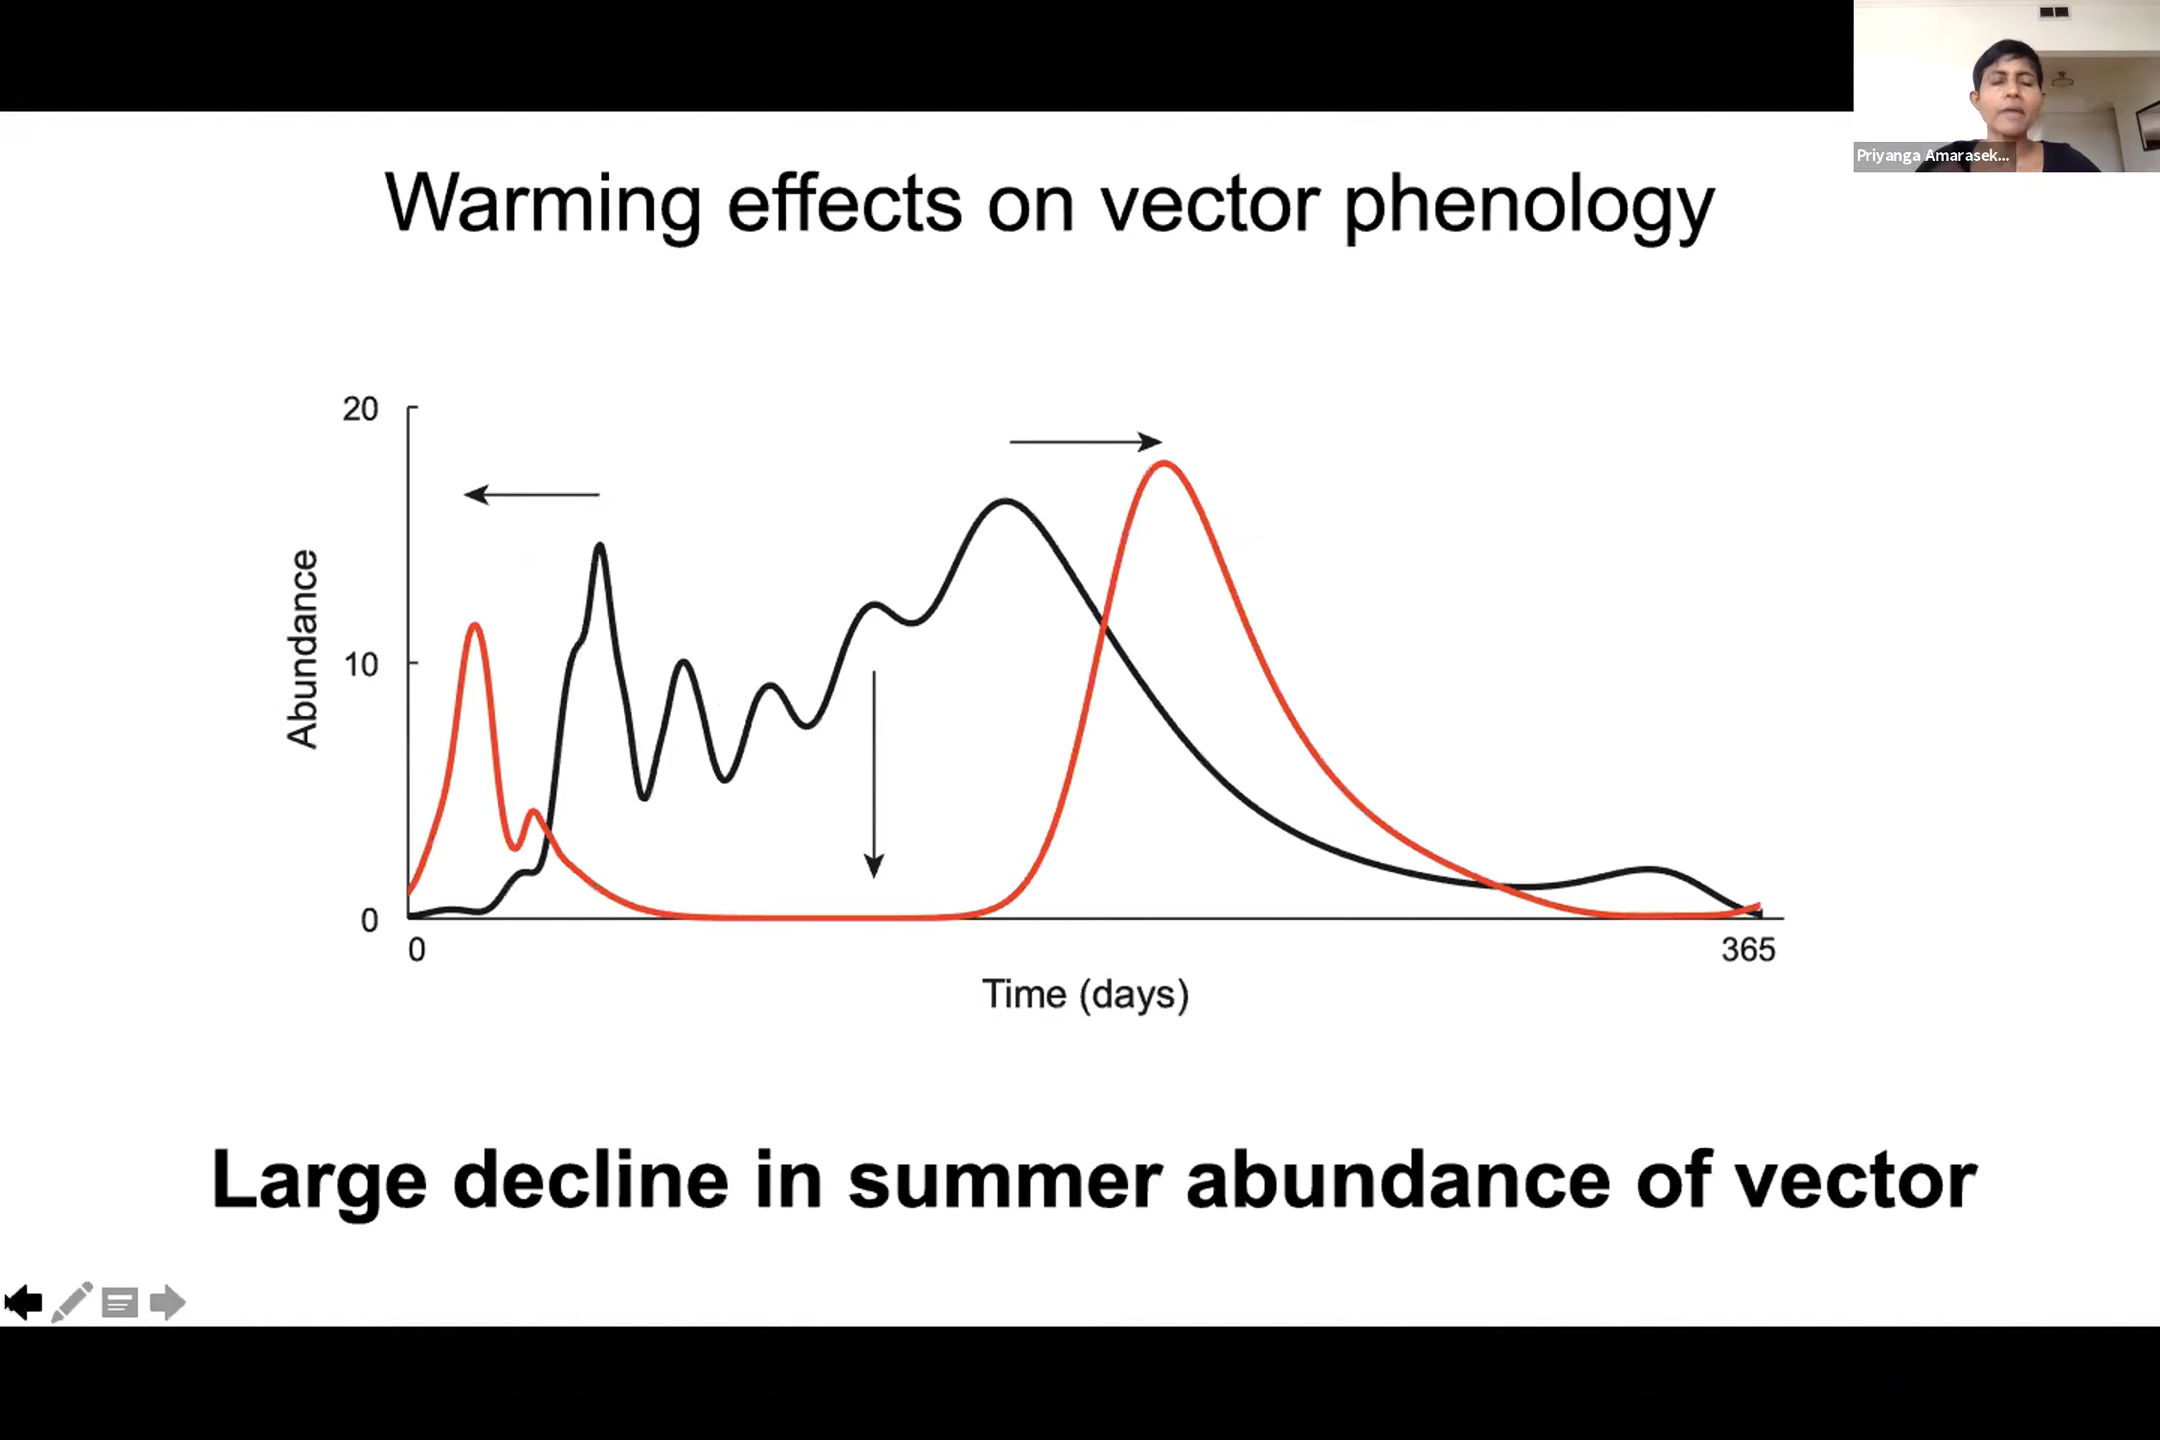 Priyanga Amarasek...
Warming effects on vector phenology
20
10
0
Abundance
0
365
Time (days)
Large decline in summer abundance of vector